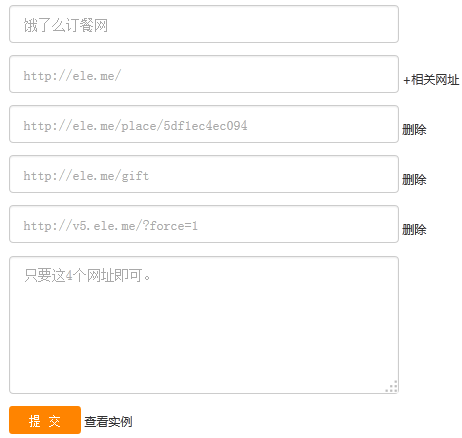 饿了么订餐网
http://ele.me/ +相关网址
http://ele.me/place/5df1ec4ec094 删除
http://ele.me/gift 删除
http://v5.ele.me/?force=1 删除
只要这4个网址即可。
提 交 查看实例